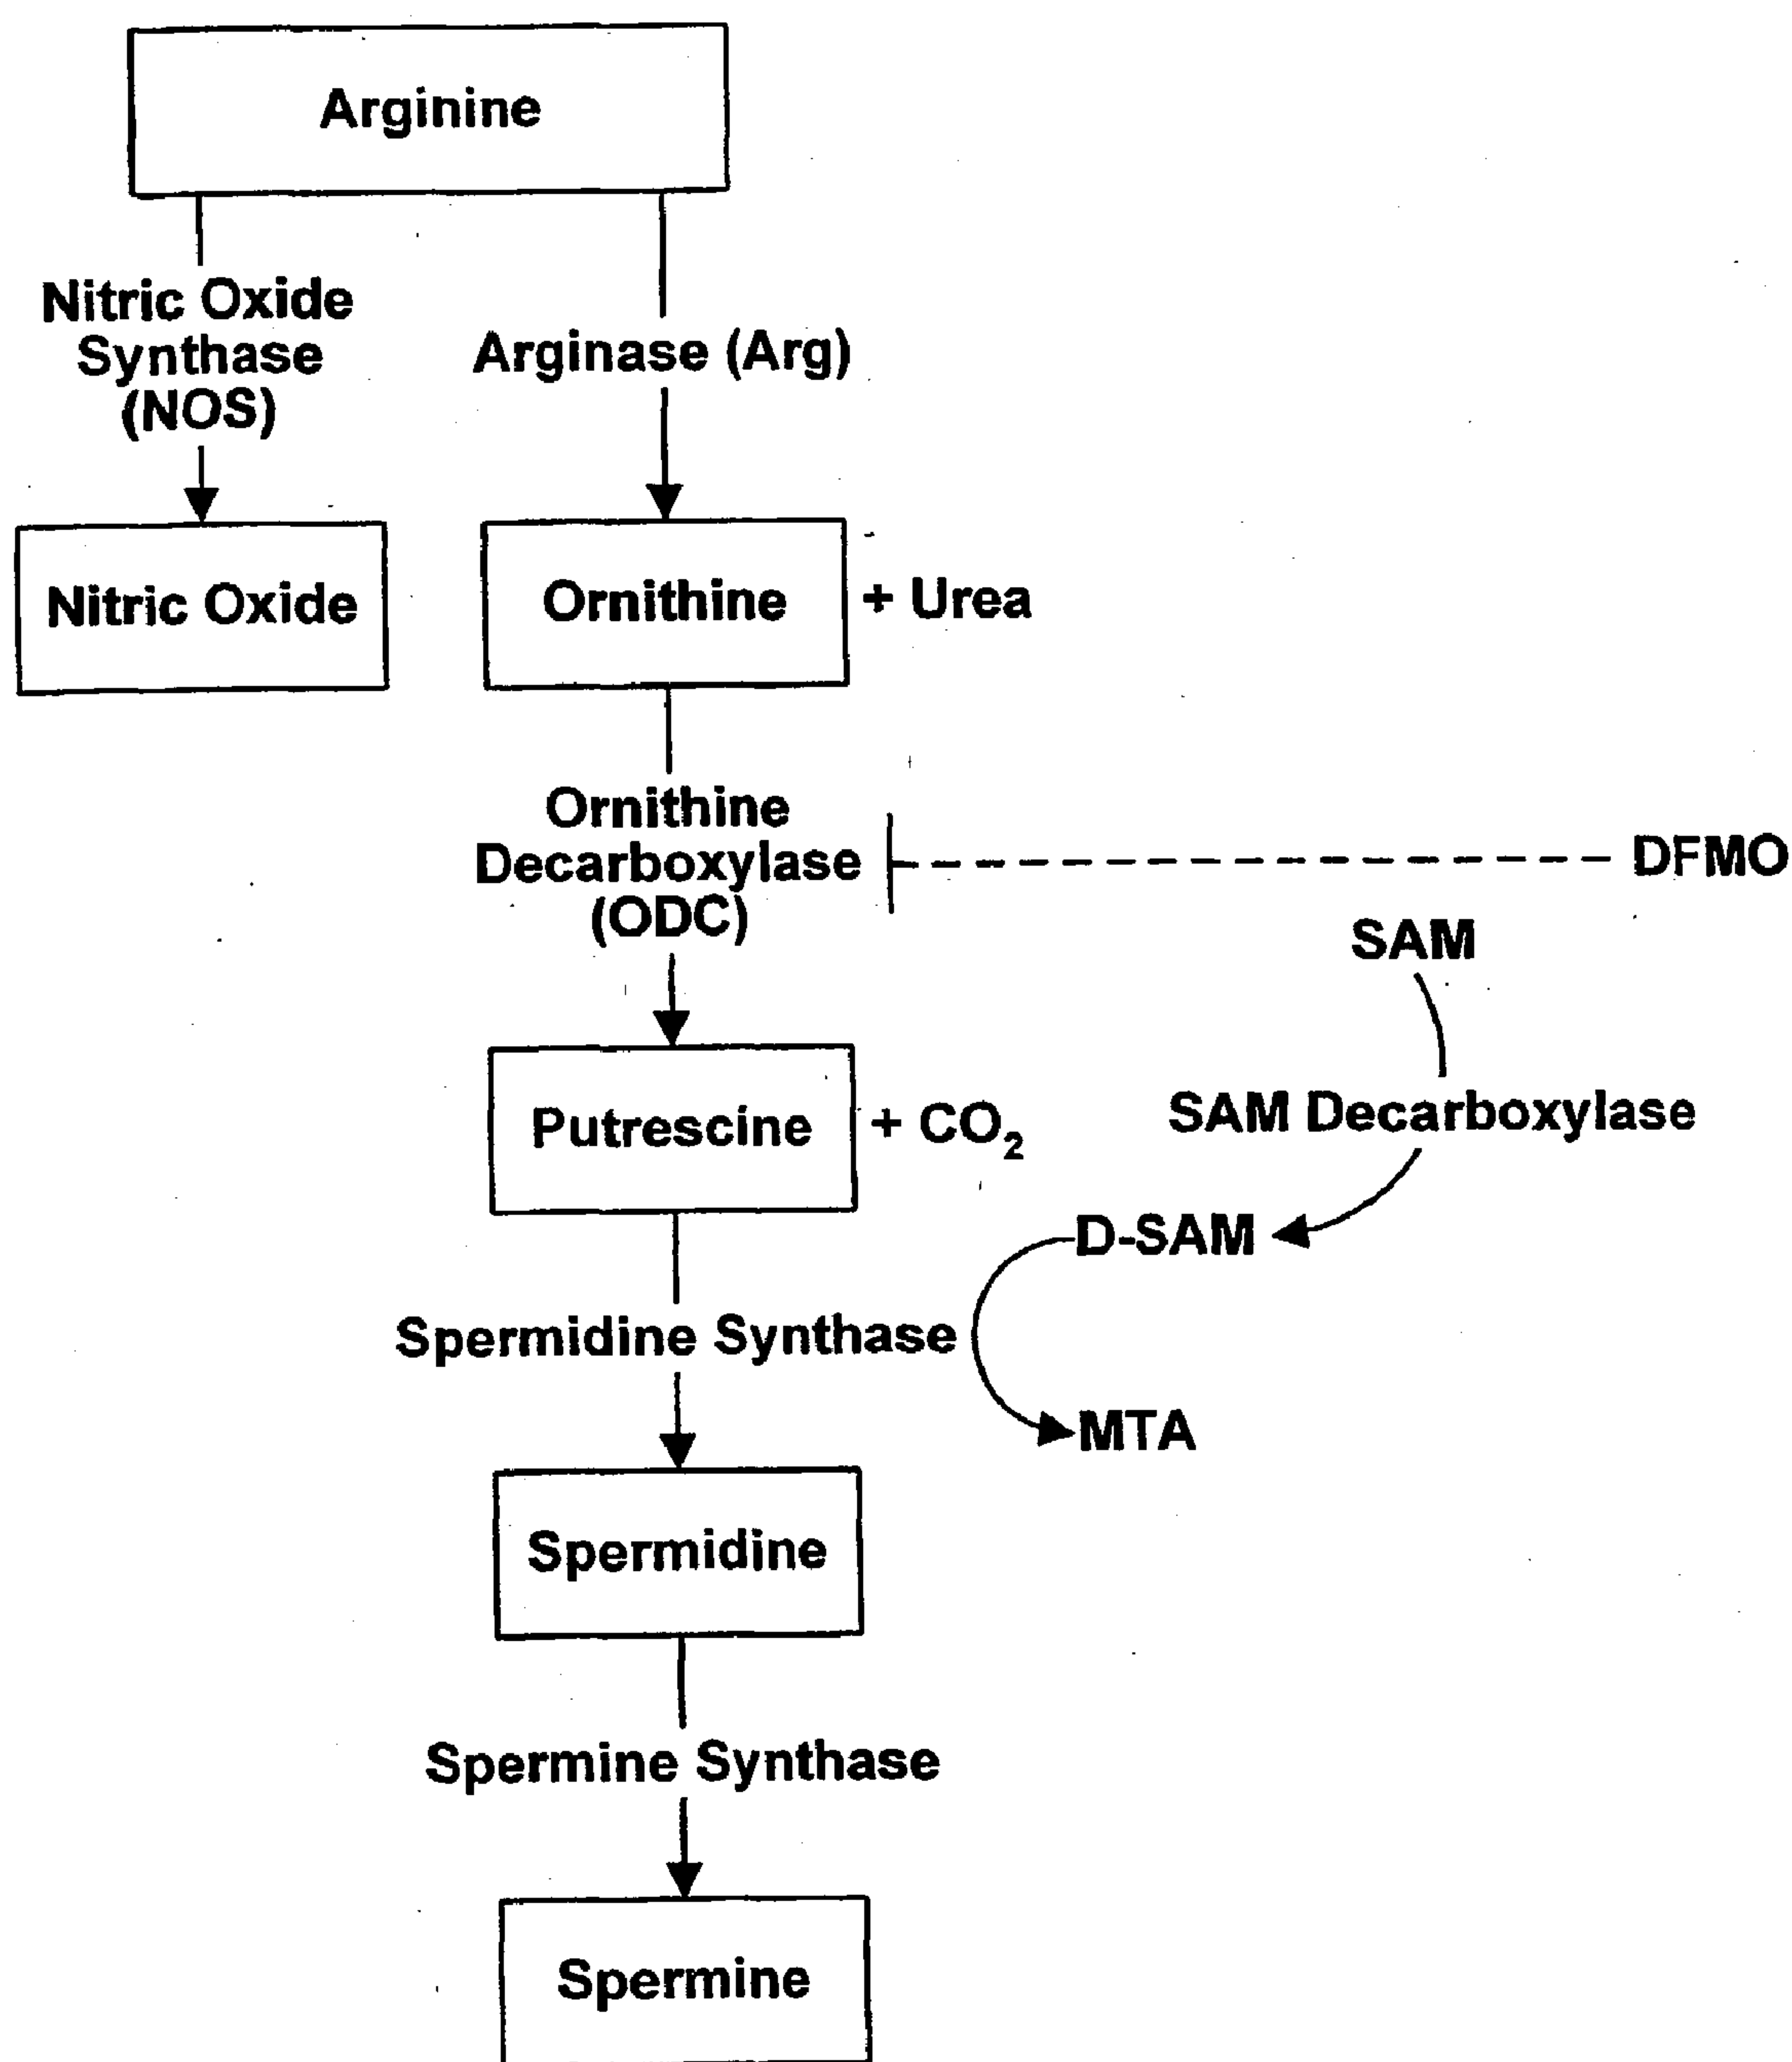 Arginine
Nitric Oxide
Synthase
(NOS)
Arginase (Arg)
Nitric Oxide
Ornithine
+ Urea
Ornithine
Decarboxylase
(ODC)
DFMO
SAM
SAM Decarboxylase
Putrescine
+ CO₂
D-SAM
Spermidine Synthase
MTA
Spermidine
Spermine Synthase
Spermine